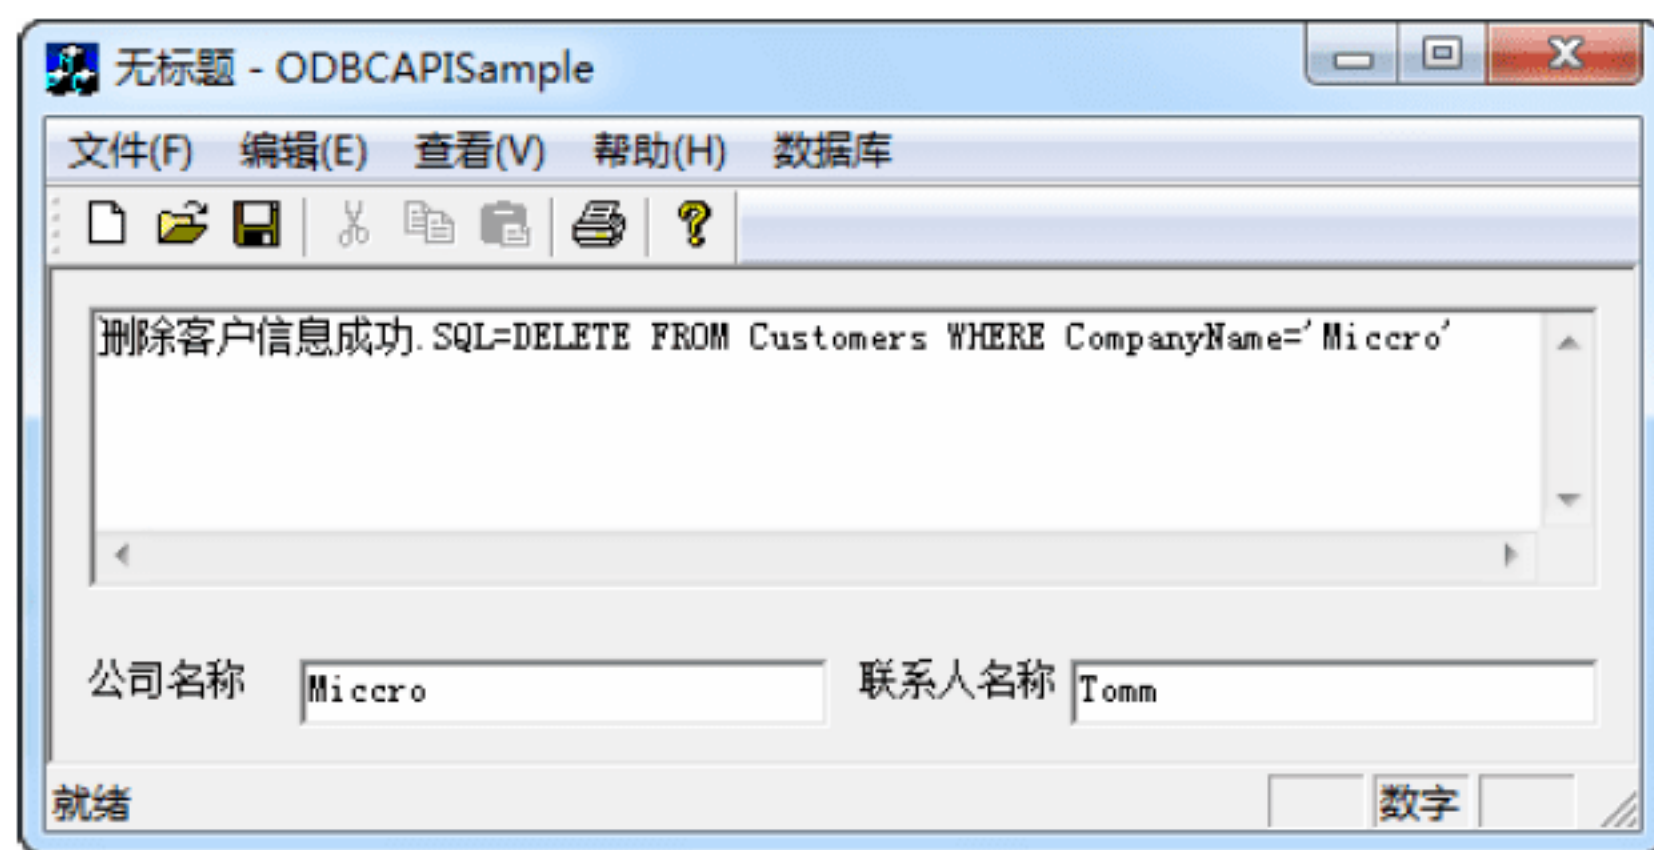 无标题 - ODBCAPISample
文件(F) 编辑(E) 查看(V) 帮助(H) 数据库
删除客户信息成功.SQL=DELETE FROM Customers WHERE CompanyName='Miccro'
公司名称 Miccro 联系人名称 Tomm
就绪 数字